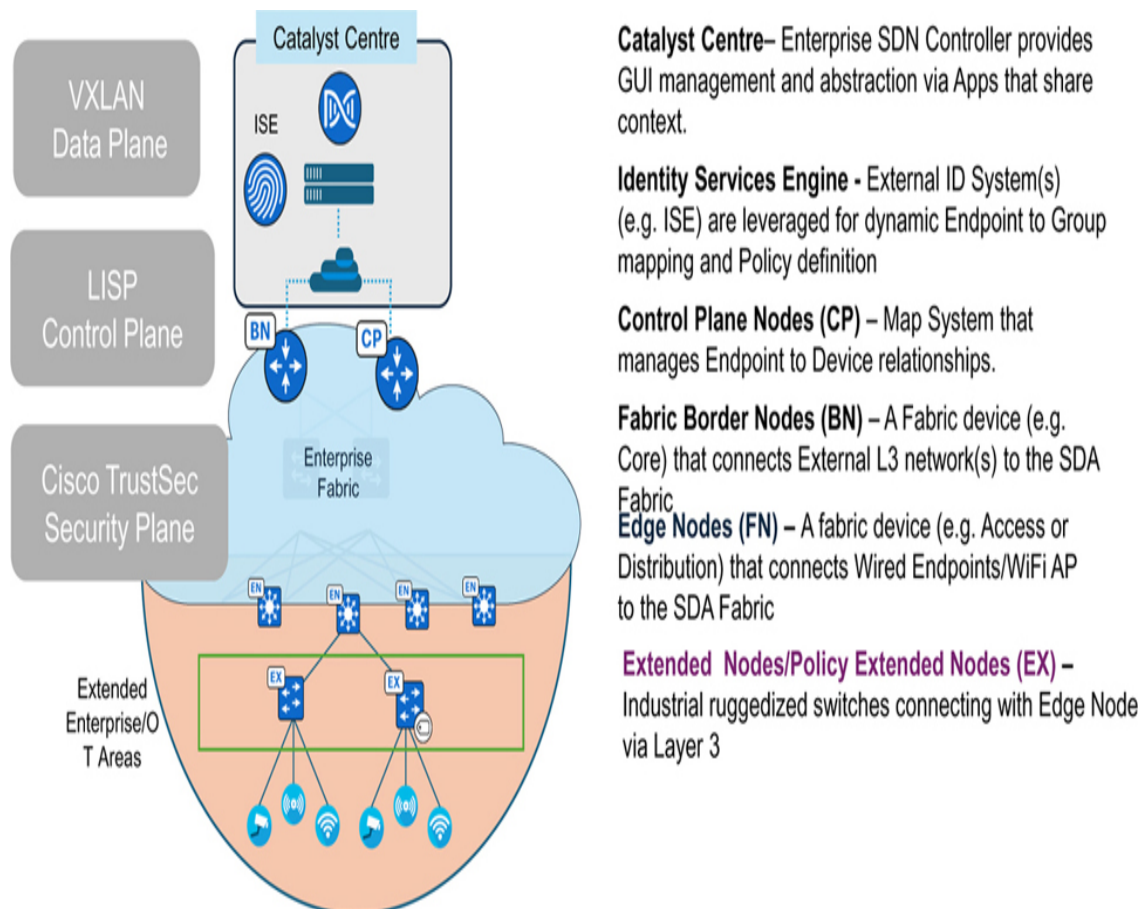 Catalyst Centre
ISE
VXLAN
Data Plane
LISP
Control Plane
Cisco TrustSec
Security Plane
BN
CP
Enterprise
Fabric
EN
EN
EN
EN
EX
EX
Extended
Enterprise/O
T Areas
Catalyst Centre– Enterprise SDN Controller provides
GUI management and abstraction via Apps that share
context.
Identity Services Engine - External ID System(s)
(e.g. ISE) are leveraged for dynamic Endpoint to Group
mapping and Policy definition
Control Plane Nodes (CP) – Map System that
manages Endpoint to Device relationships.
Fabric Border Nodes (BN) – A Fabric device (e.g.
Core) that connects External L3 network(s) to the SDA
Fabric
Edge Nodes (FN) – A fabric device (e.g. Access or
Distribution) that connects Wired Endpoints/WiFi AP
to the SDA Fabric
Extended Nodes/Policy Extended Nodes (EX) –
Industrial ruggedized switches connecting with Edge Node
via Layer 3